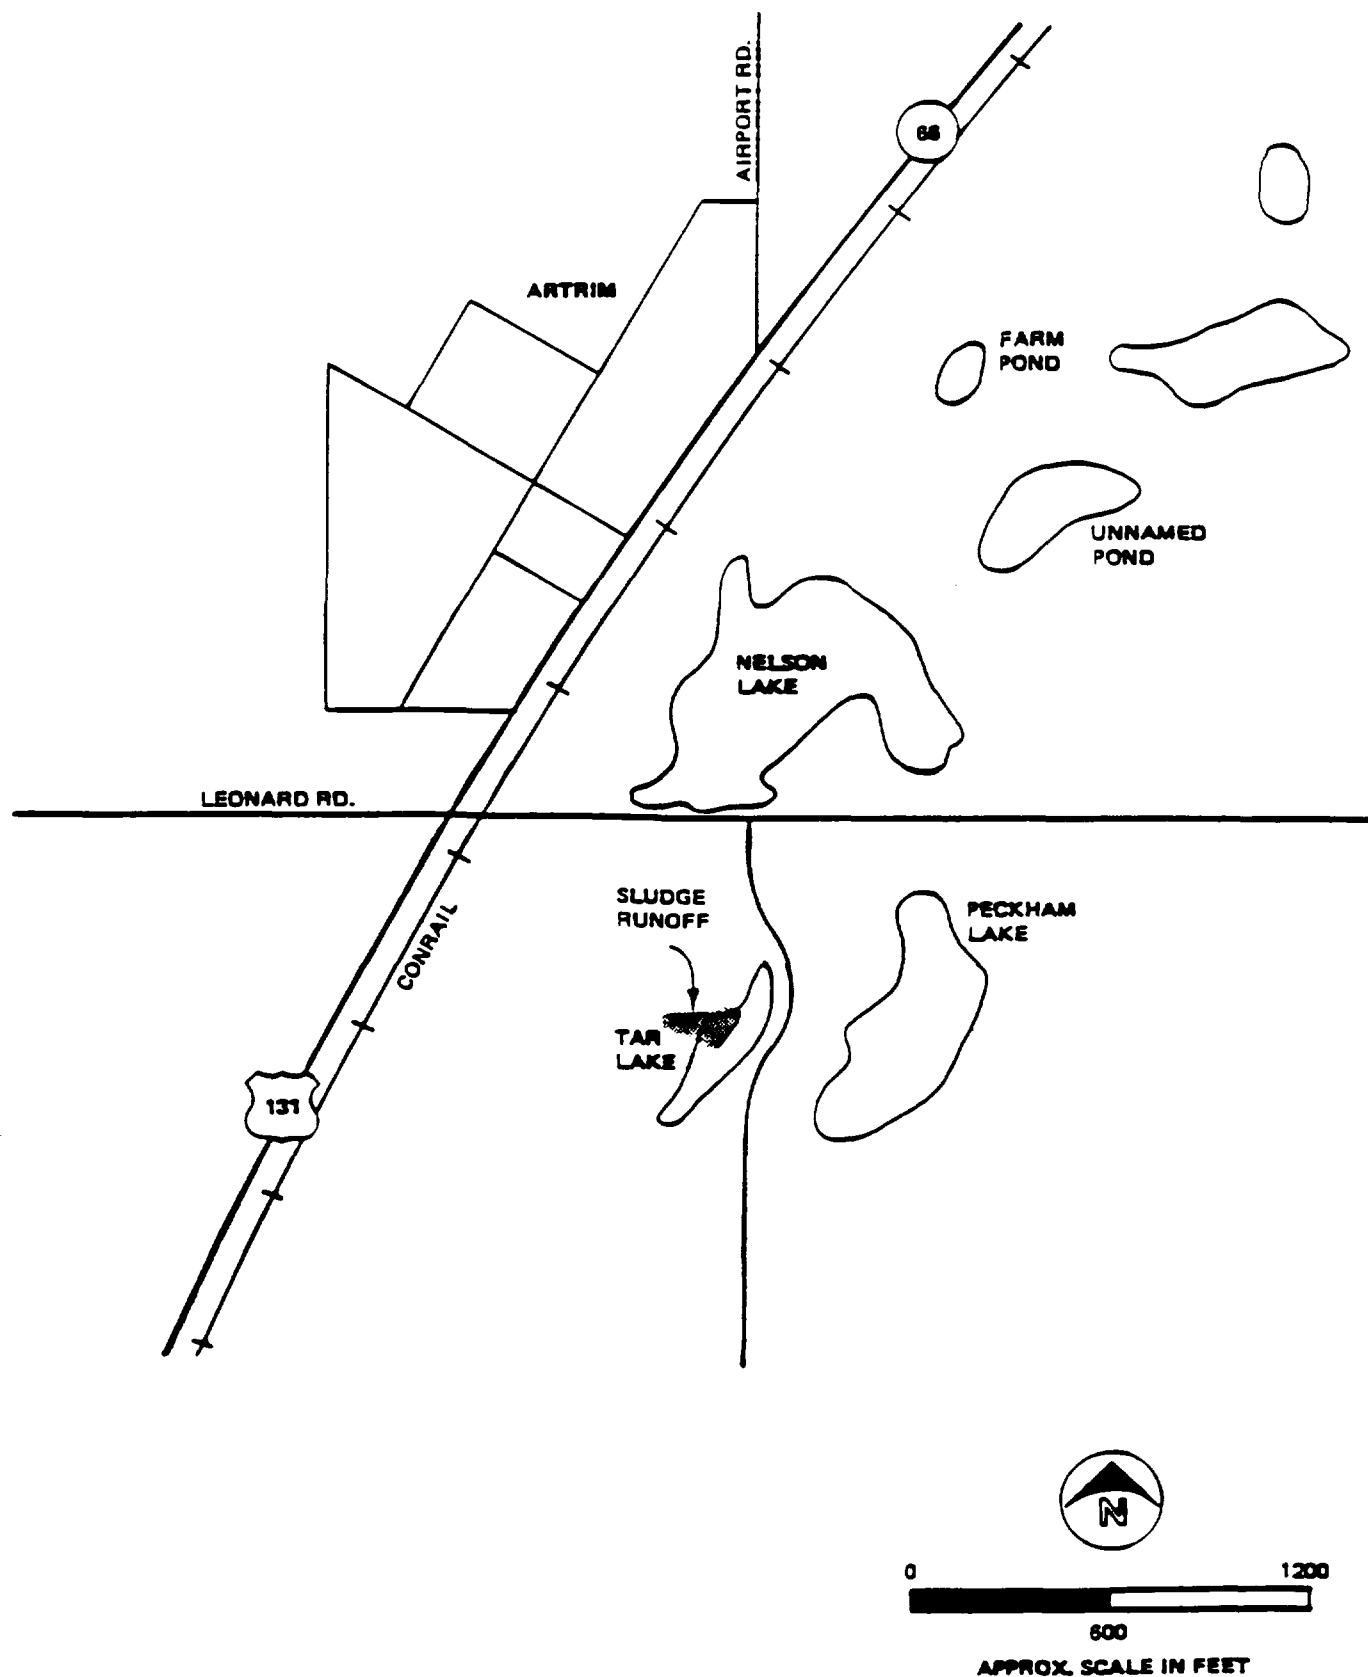 AIRPORT RD.
66
ARTRIM
FARM
POND
UNNAMED
POND
NELSON
LAKE
LEONARD RD.
SLUDGE
RUNOFF
PECKHAM
LAKE
CONRAIL
TAR
LAKE
131
N
0 1200
600
APPROX. SCALE IN FEET